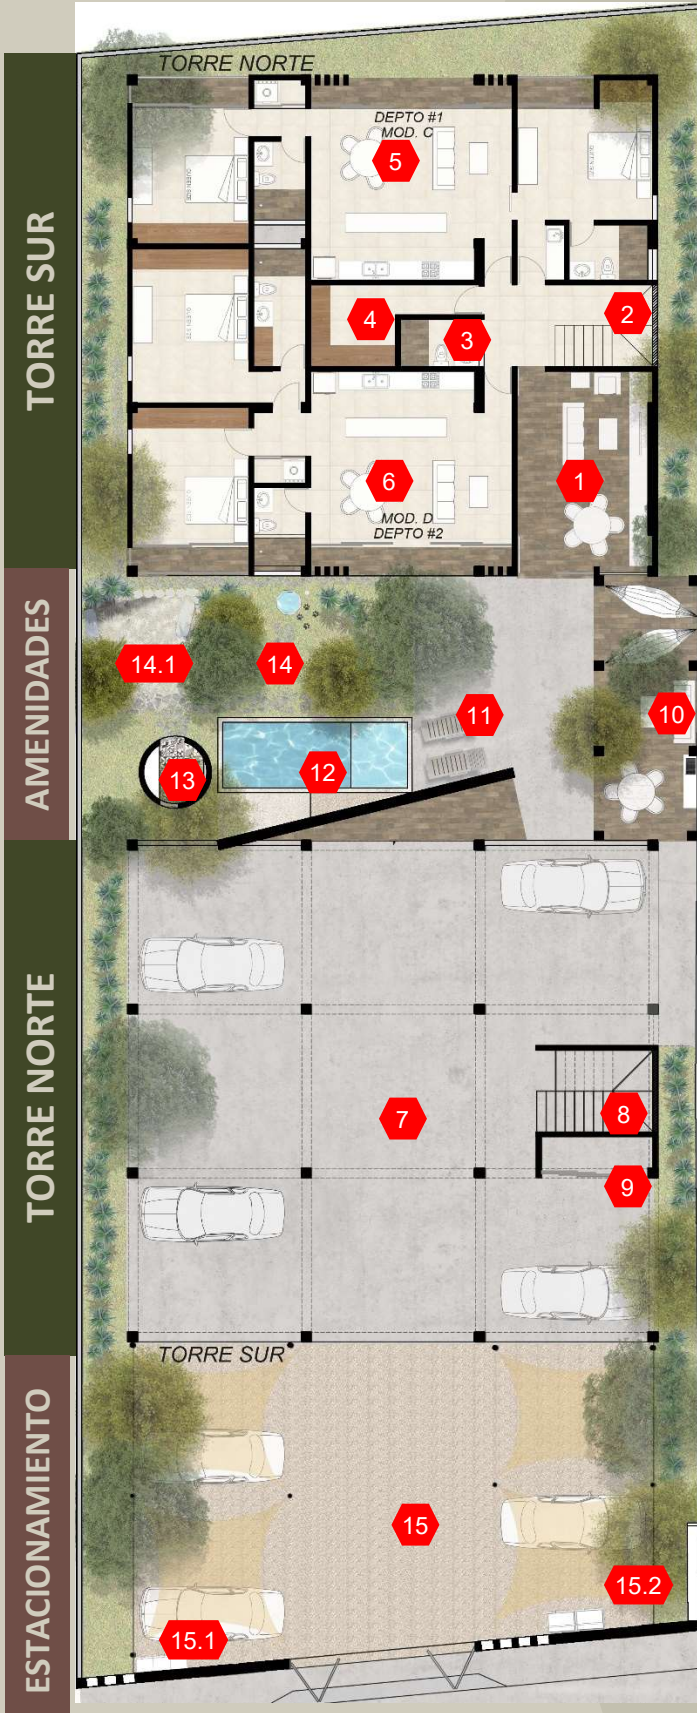 TORRE SUR
AMENIDADES
TORRE NORTE
ESTACIONAMIENTO
TORRE NORTE
DEPTO #1
MOD. C
5
2
4
3
6
1
MOD. D
DEPTO #2
14.1
14
11
10
12
13
7
8
9
TORRE SUR
15
15.2
15.1